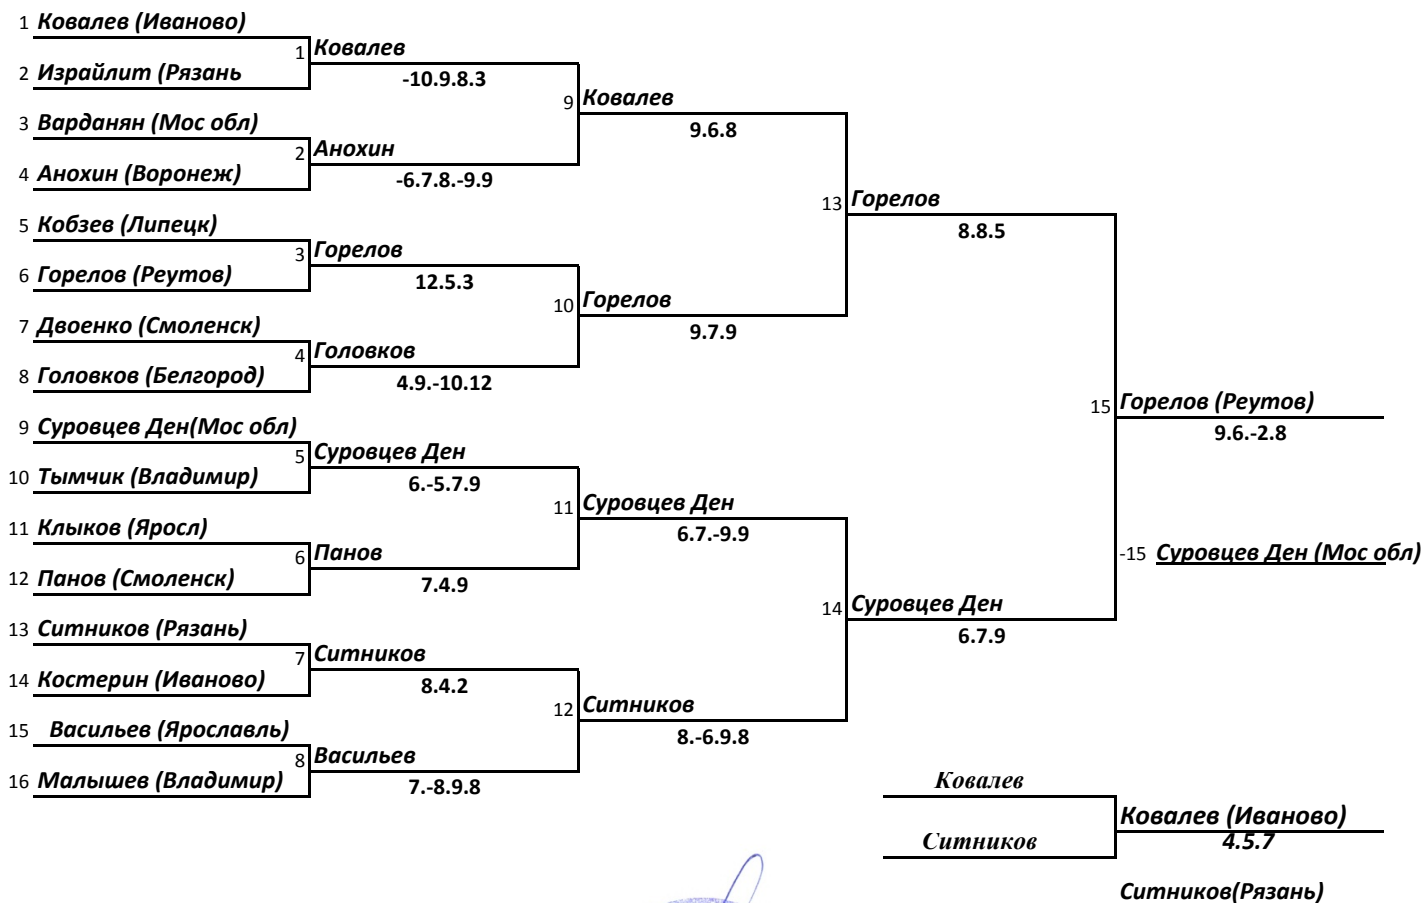 1 Ковалев (Иваново)
1 Ковалев
2 Израйлит (Рязань
-10.9.8.3
9 Ковалев
3 Варданян (Мос обл)
9.6.8
2 Анохин
4 Анохин (Воронеж)
-6.7.8.-9.9
13 Горелов
5 Кобзев (Липецк)
8.8.5
3 Горелов
6 Горелов (Реутов)
12.5.3
10 Горелов
7 Двоенко (Смоленск)
9.7.9
4 Головков
8 Головков (Белгород)
4.9.-10.12
15 Горелов (Реутов)
9 Суровцев Ден(Мос обл)
9.6.-2.8
5 Суровцев Ден
10 Тымчик (Владимир)
6.-5.7.9
11 Суровцев Ден
11 Клыков (Яросл)
6.7.-9.9
6 Панов
-15 Суровцев Ден (Мос обл)
12 Панов (Смоленск)
7.4.9
14 Суровцев Ден
13 Ситников (Рязань)
6.7.9
7 Ситников
14 Костерин (Иваново)
8.4.2
12 Ситников
15 Васильев (Ярославль)
8.-6.9.8
8 Васильев
16 Малышев (Владимир)
7.-8.9.8
Ковалев
Ковалев (Иваново)
Ситников
4.5.7
Ситников(Рязань)